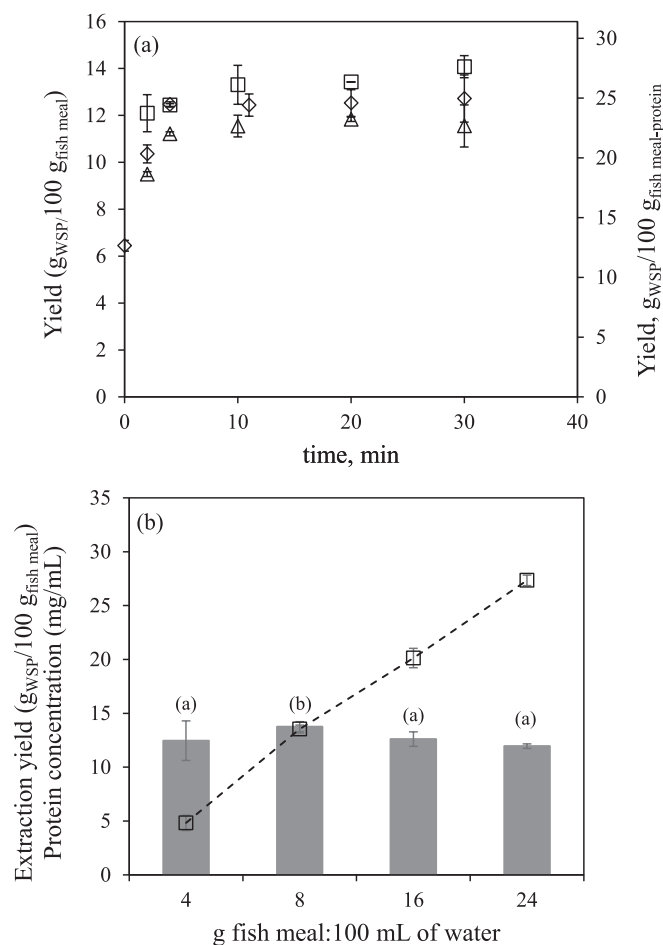 (a)
16
14
12
10
8
6
4
2
0
Yield (gWSP/100 gfish meal)
30
25
20
15
10
5
0
Yield, gWSP/100 gfish meal-protein
0 10 20 30 40
time, min
(b)
35
30
25
20
15
10
5
0
Extraction yield (gWSP/100 gfish meal)
Protein concentration (mg/mL)
(a) (b) (a) (a)
4 8 16 24
g fish meal:100 mL of water